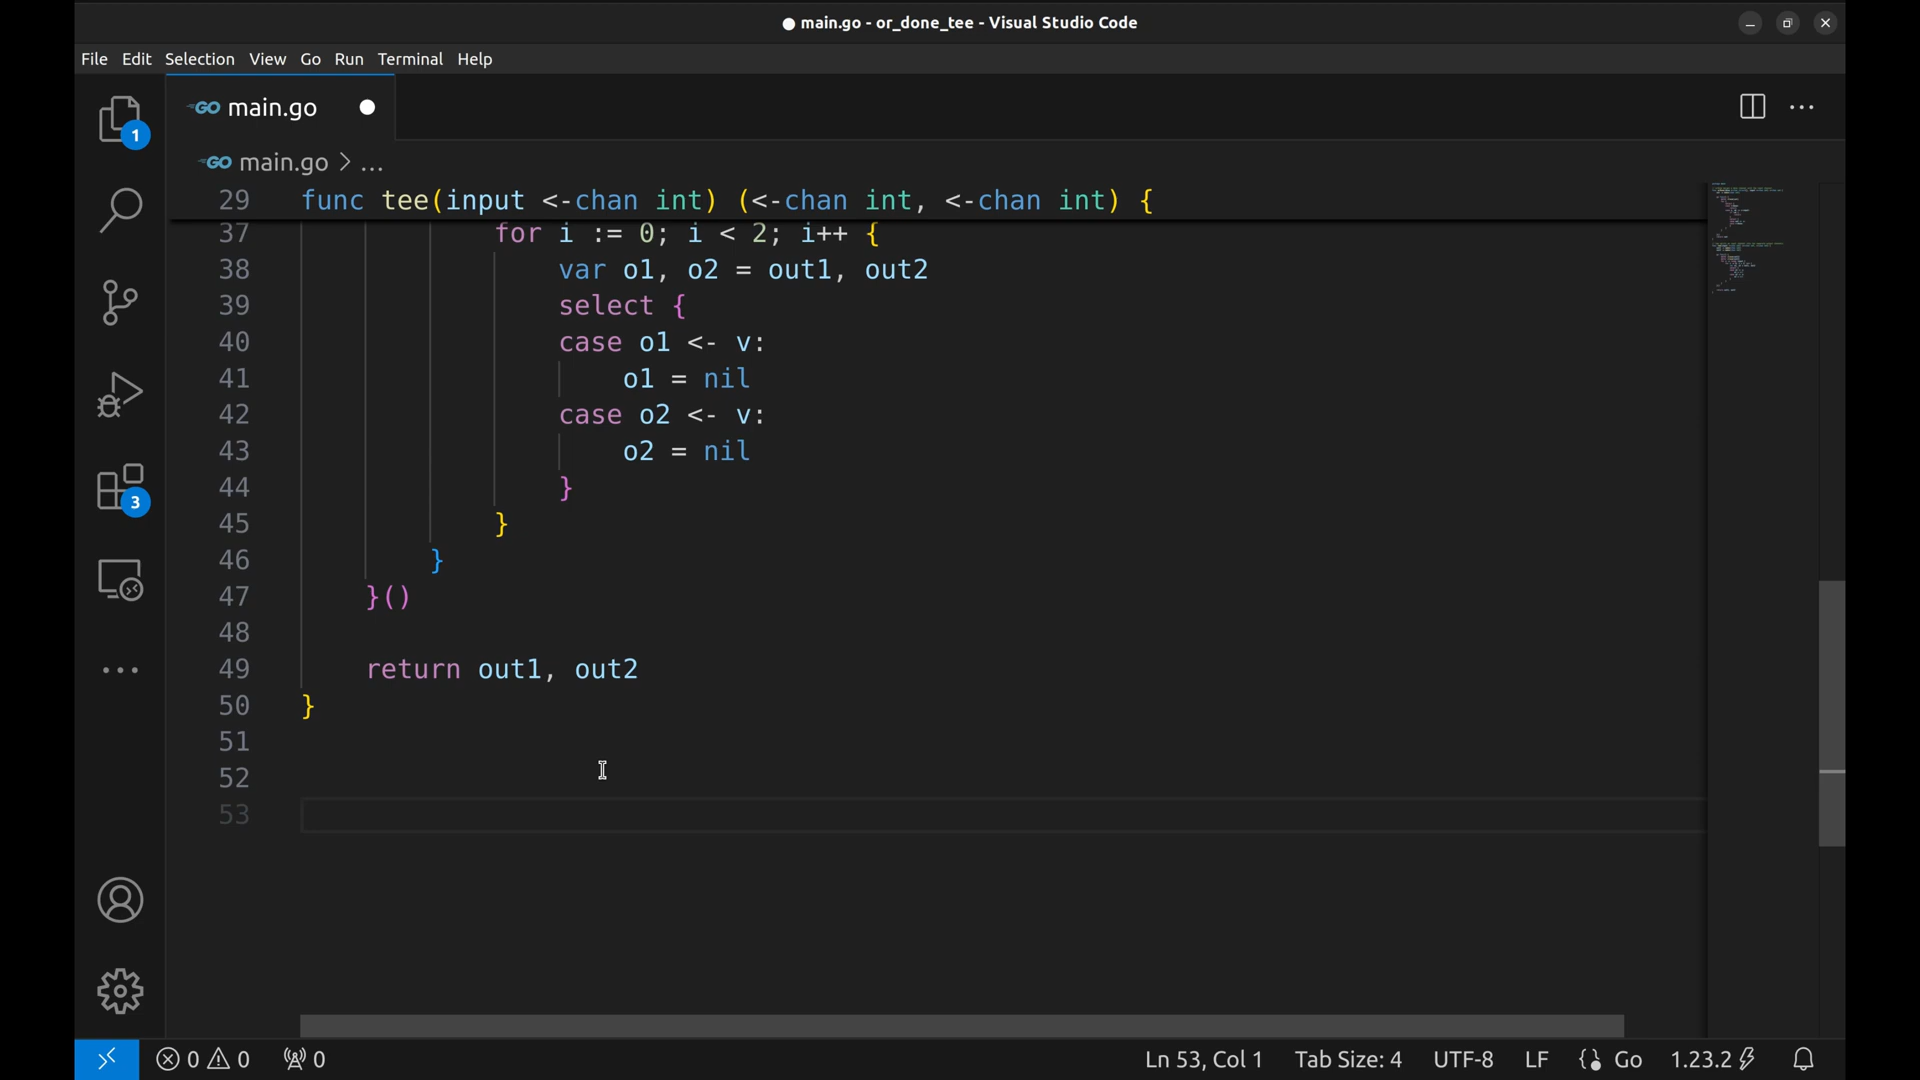 main.go - or_done_tee - Visual Studio Code
File Edit Selection View Go Run Terminal Help
GO main.go
1
GO main.go > ...
29 func tee(input <-chan int) (<-chan int, <-chan int) {
37 for i := 0; i < 2; i++ {
38 var o1, o2 = out1, out2
39 select {
40 case o1 <- v:
41 o1 = nil
42 case o2 <- v:
43 o2 = nil
44 }
3
45 }
46 }
47 }()
48
49 return out1, out2
50 }
51
52
53
0 0 0 Ln 53, Col 1 Tab Size: 4 UTF-8 LF {} Go 1.23.2